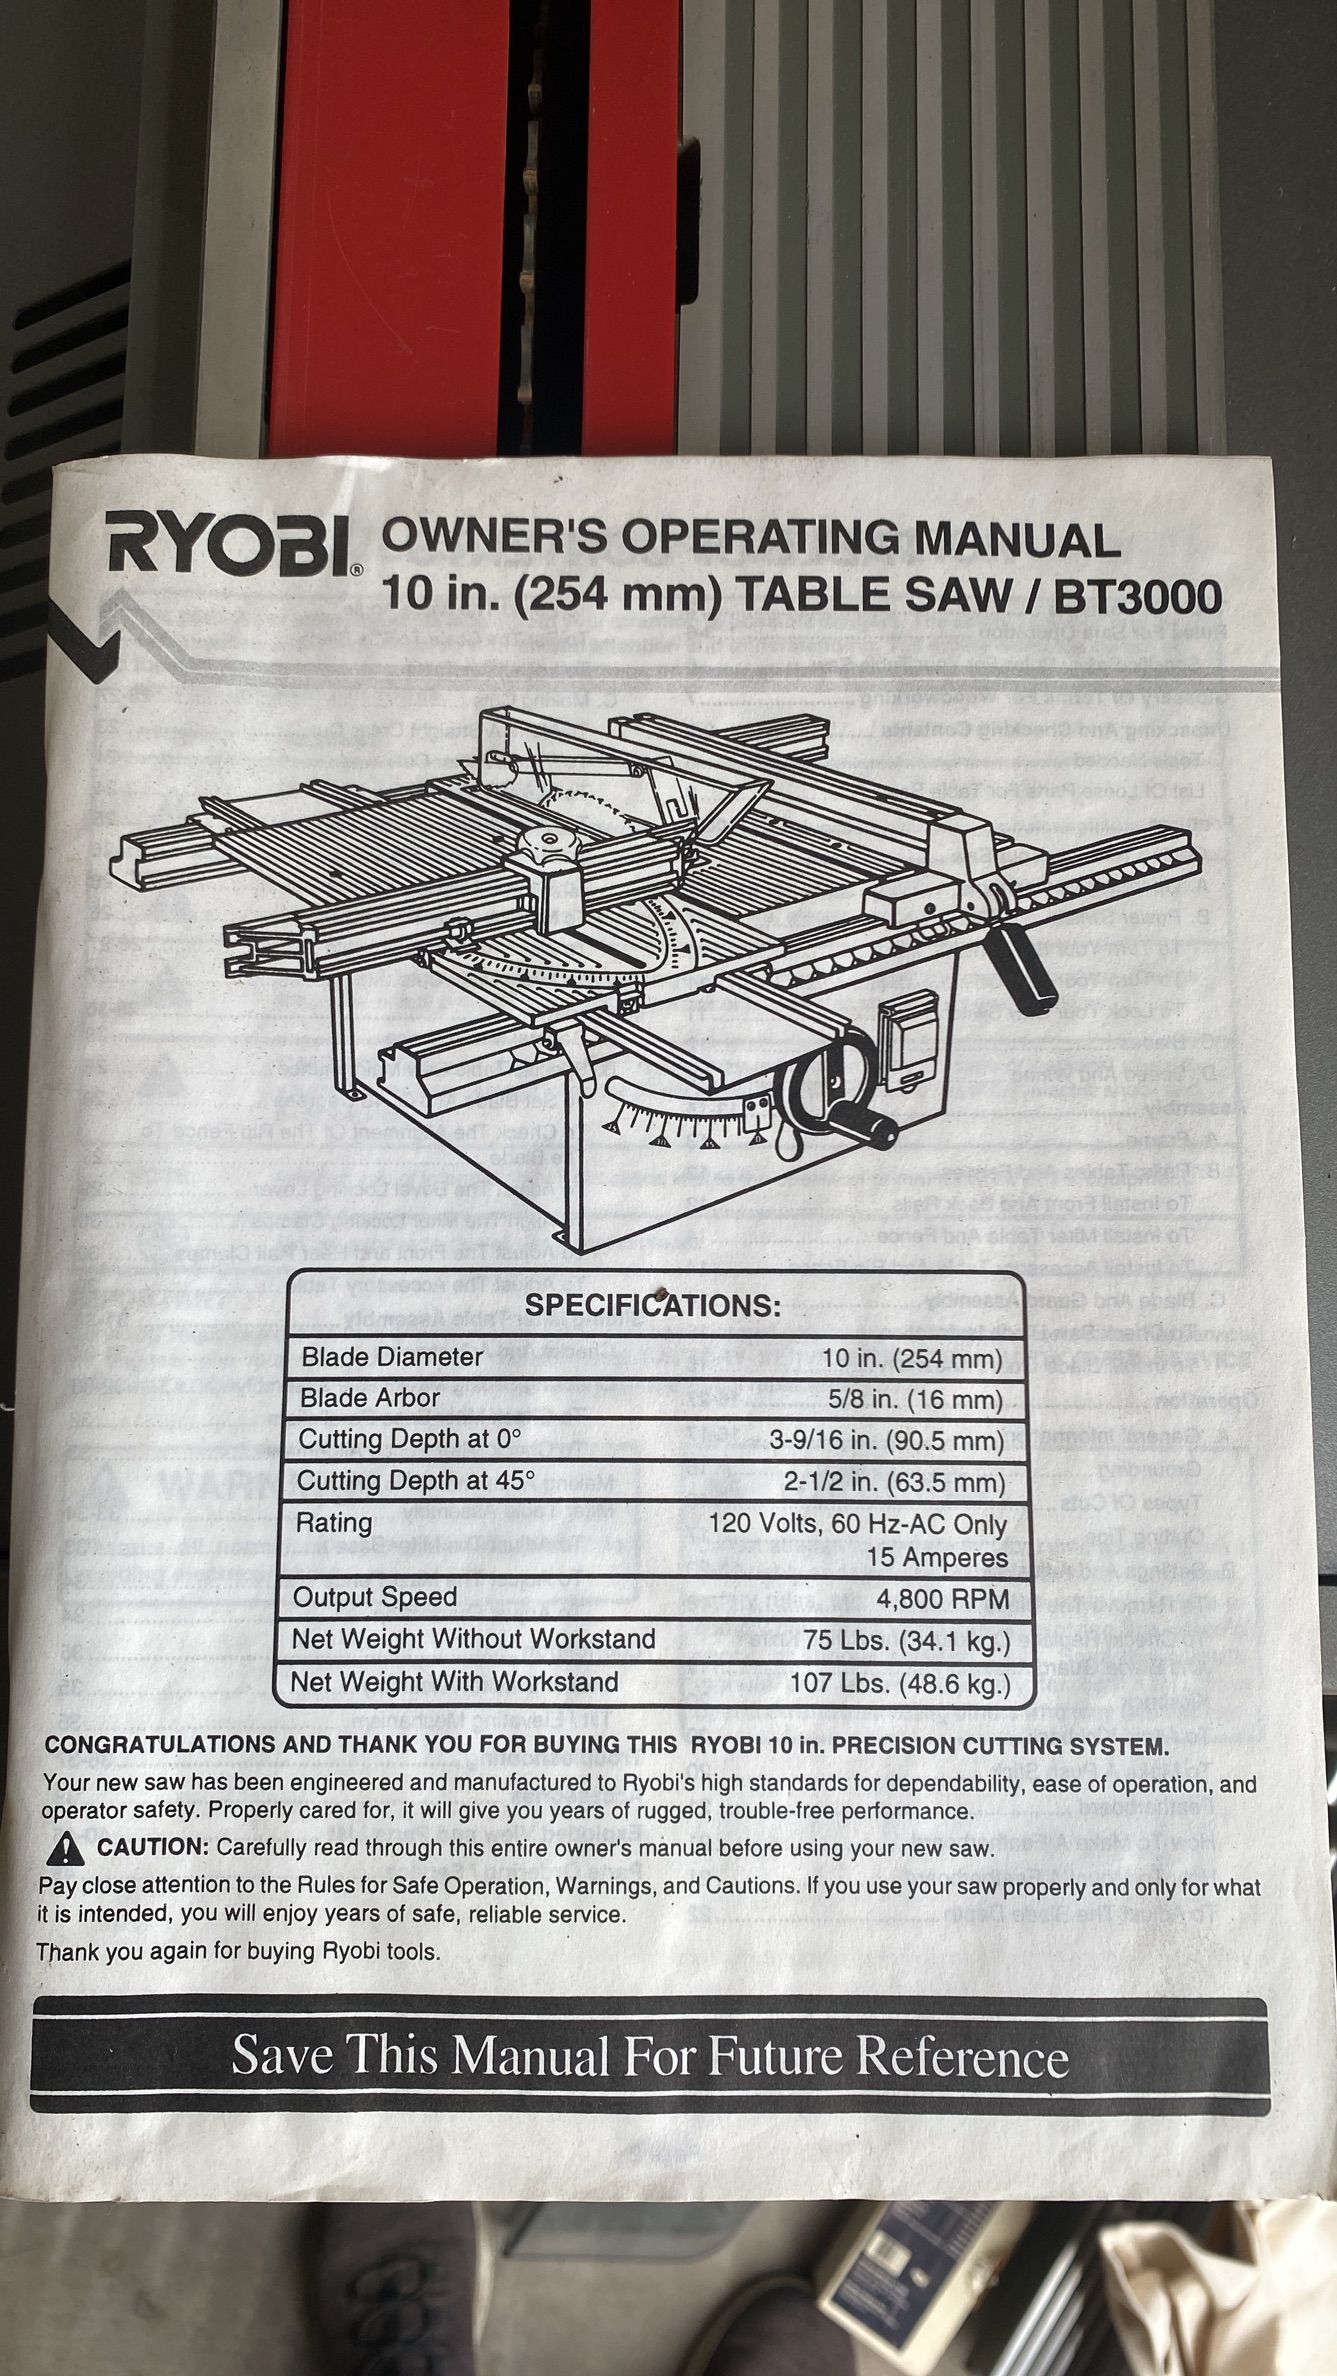 RYOBI® OWNER'S OPERATING MANUAL
10 in. (254 mm) TABLE SAW / BT3000
SPECIFICATIONS:
Blade Diameter 10 in. (254 mm)
Blade Arbor 5/8 in. (16 mm)
Cutting Depth at 0° 3-9/16 in. (90.5 mm)
Cutting Depth at 45° 2-1/2 in. (63.5 mm)
Rating 120 Volts, 60 Hz-AC Only
15 Amperes
Output Speed 4,800 RPM
Net Weight Without Workstand 75 Lbs. (34.1 kg.)
Net Weight With Workstand 107 Lbs. (48.6 kg.)
CONGRATULATIONS AND THANK YOU FOR BUYING THIS RYOBI 10 in. PRECISION CUTTING SYSTEM.
Your new saw has been engineered and manufactured to Ryobi's high standards for dependability, ease of operation, and
operator safety. Properly cared for, it will give you years of rugged, trouble-free performance.
CAUTION: Carefully read through this entire owner's manual before using your new saw.
Pay close attention to the Rules for Safe Operation, Warnings, and Cautions. If you use your saw properly and only for what
it is intended, you will enjoy years of safe, reliable service.
Thank you again for buying Ryobi tools.
Save This Manual For Future Reference